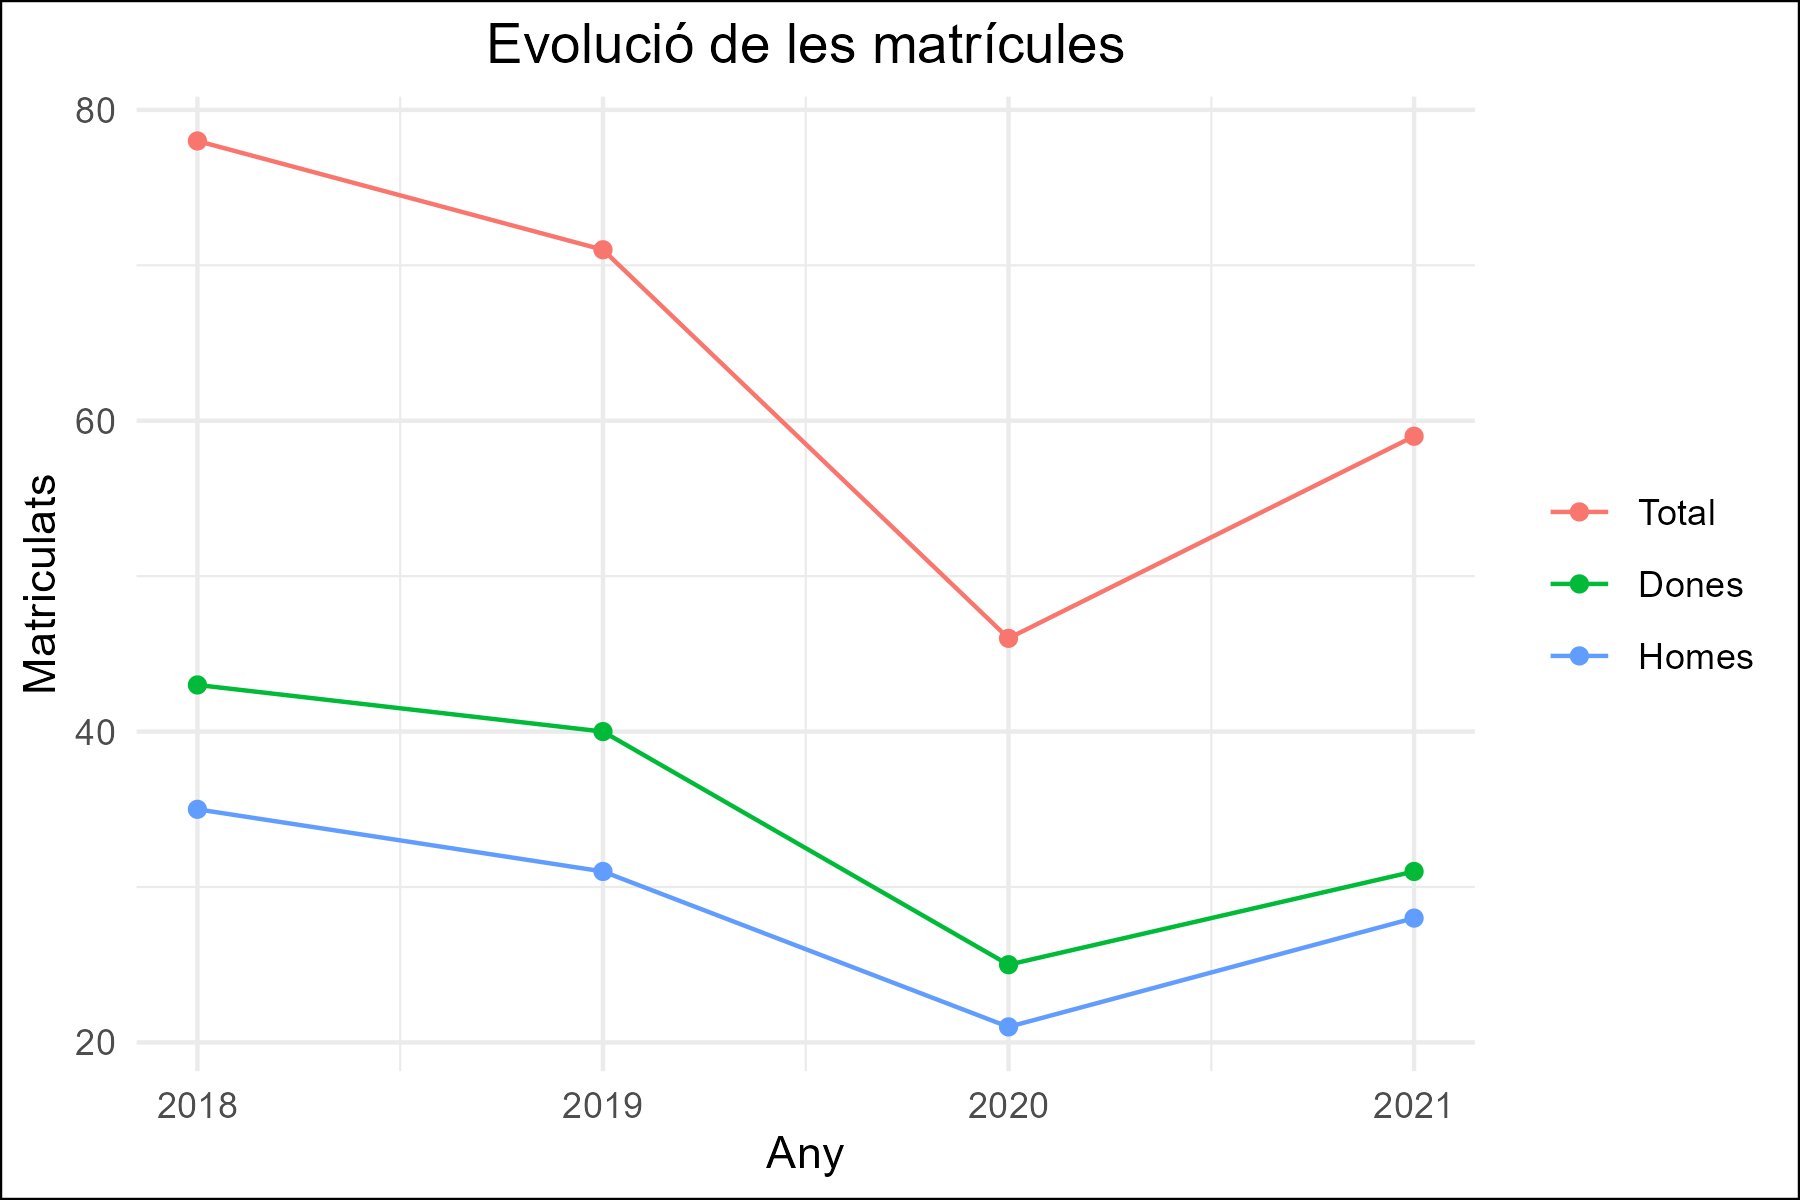 Evolució de les matrícules
80
60
40
20
Matriculats
2018
2019
2020
2021
Any
Total
Dones
Homes